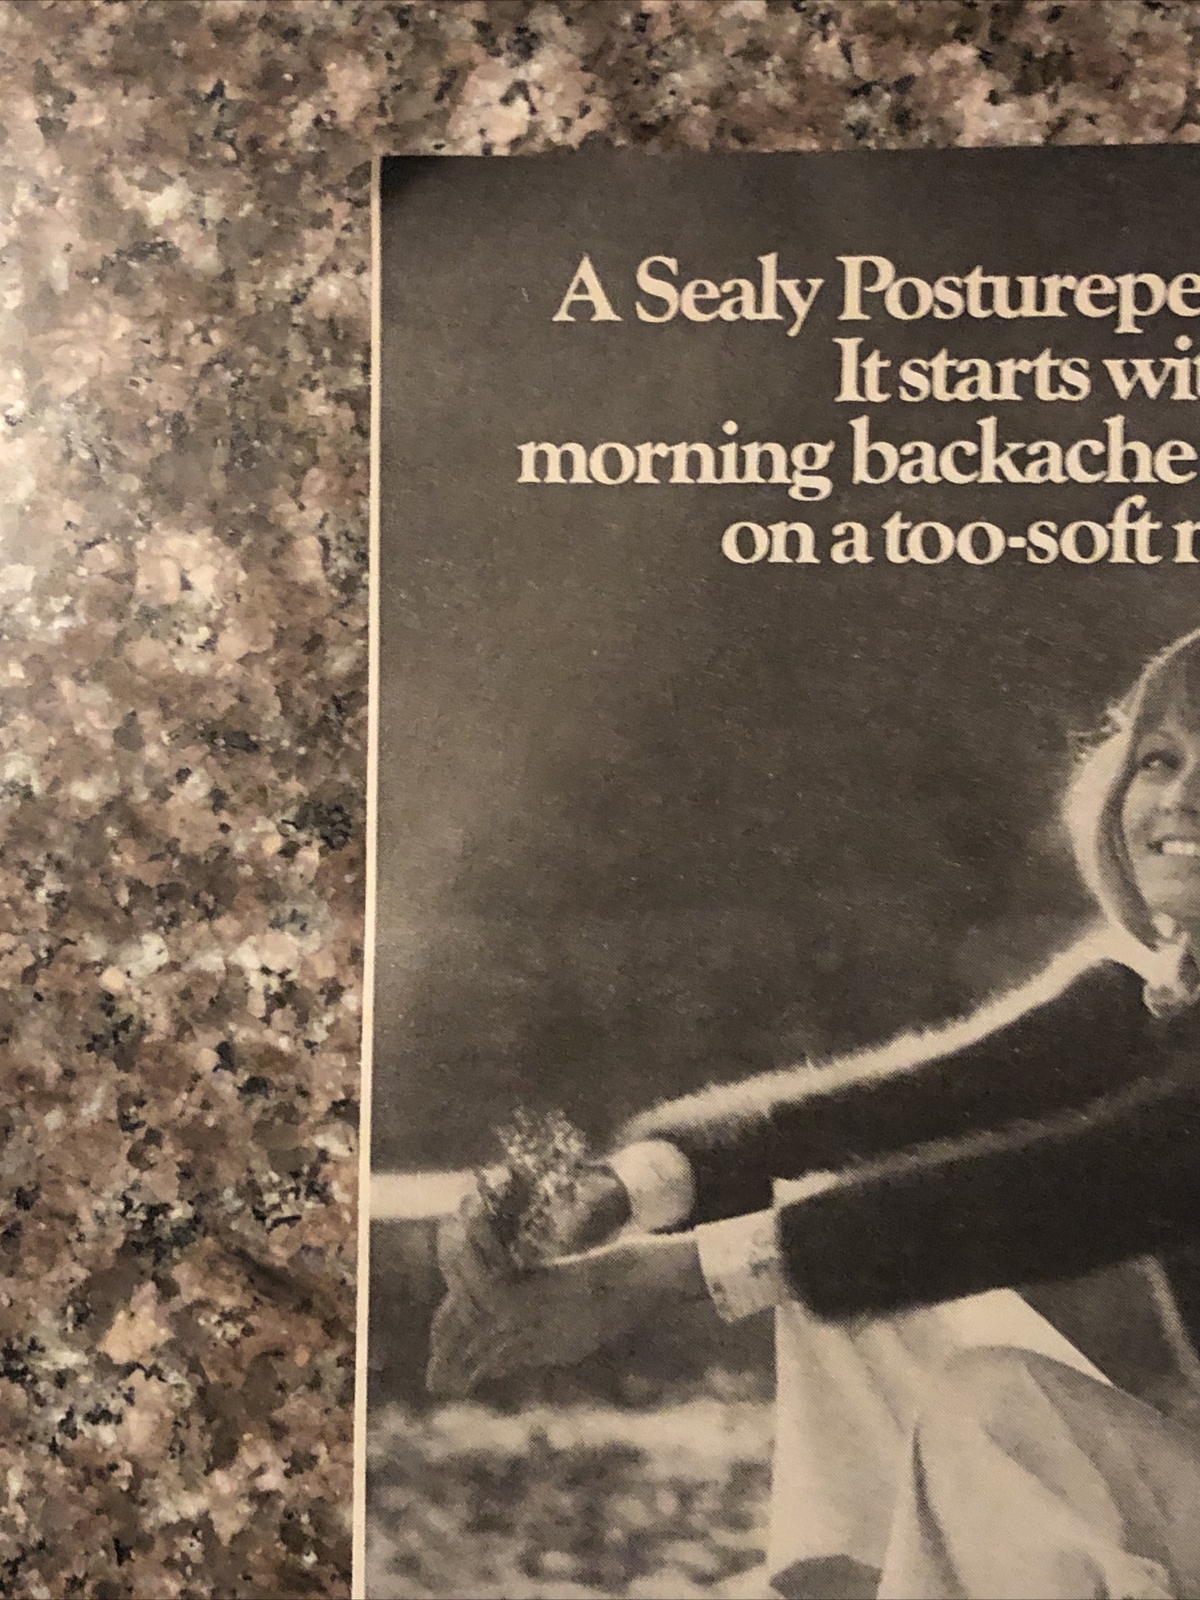 A Sealy Posturepe
It starts wit
morning backache
on a too-soft